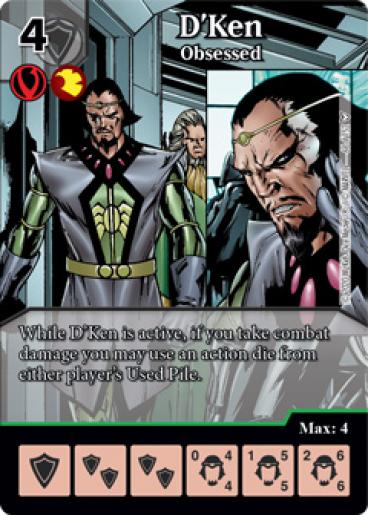 4
D'Ken
Obsessed
While D'Ken is active, if you take combat
damage you may use an action die from
either player's Used Pile.
Max: 4
0 4 4
1 5 5
2 6 6